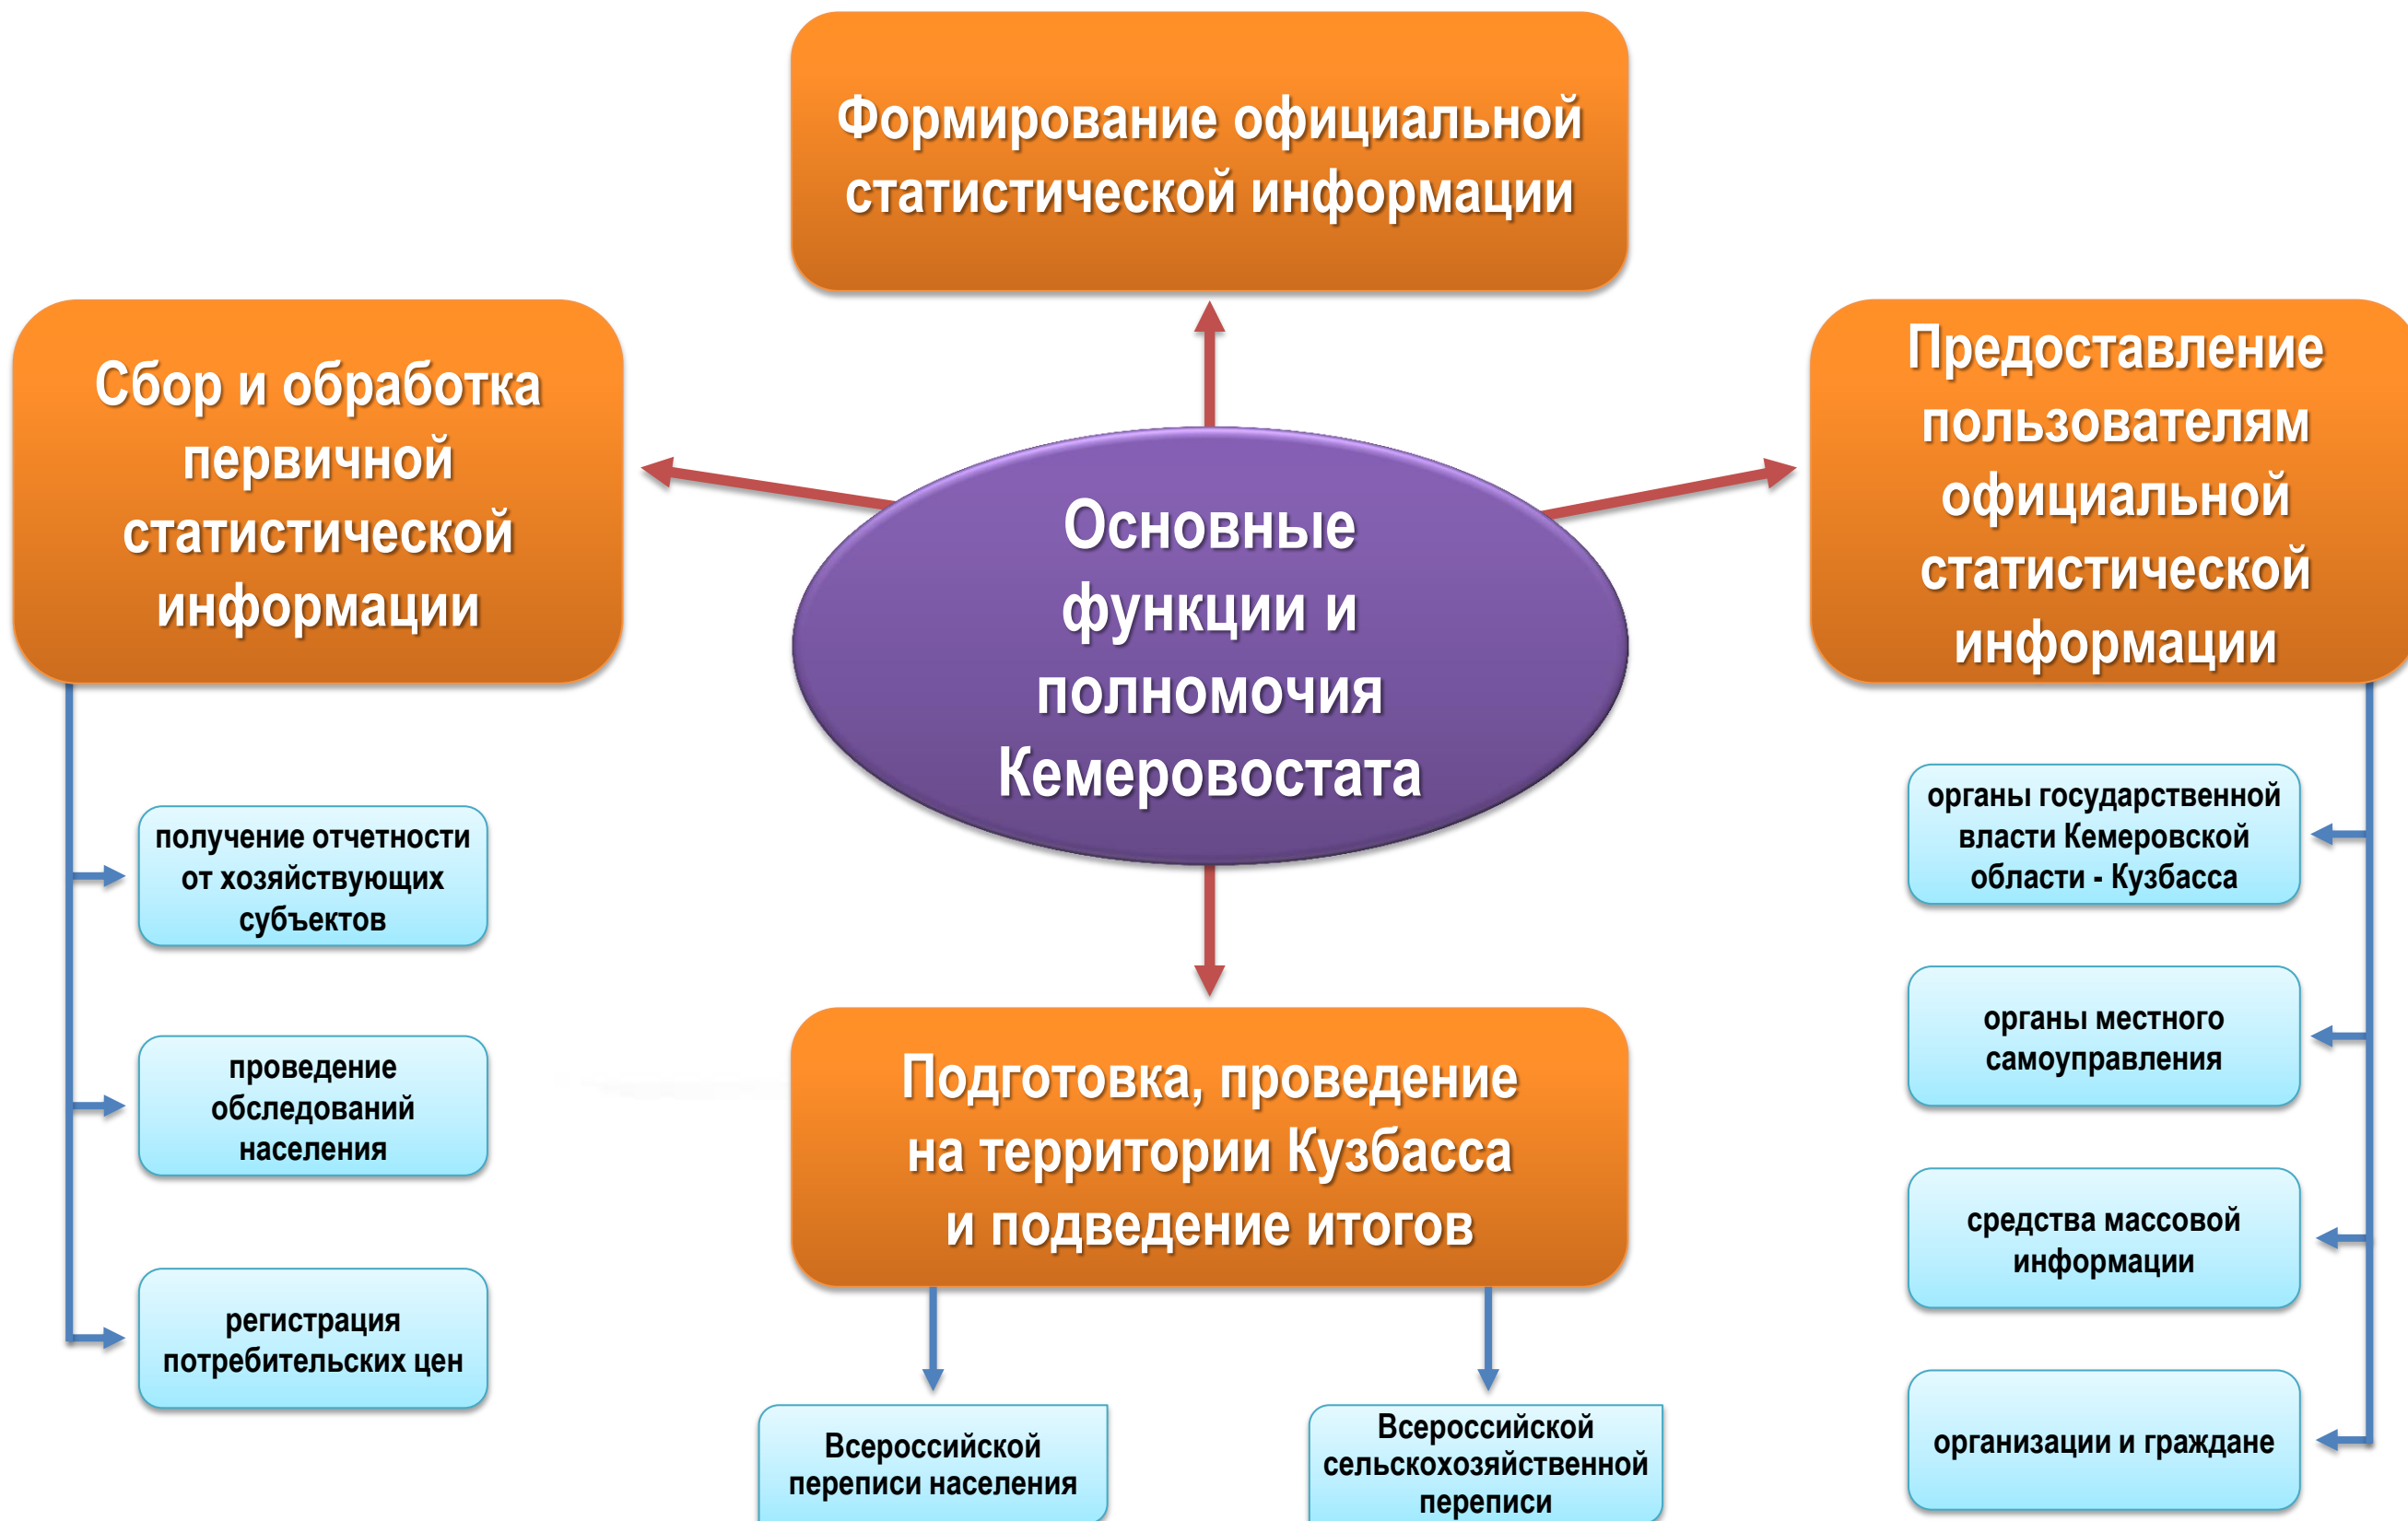 Формирование официальной
статистической информации
Сбор и обработка
первичной
статистической
информации
Предоставление
пользователям
официальной
статистической
информации
Основные
функции и
полномочия
Кемеровостата
получение отчетности
от хозяйствующих
субъектов
проведение
обследований
населения
регистрация
потребительских цен
Подготовка, проведение
на территории Кузбасса
и подведение итогов
Всероссийской
переписи населения
Всероссийской
сельскохозяйственной
переписи
органы государственной
власти Кемеровской
области - Кузбасса
органы местного
самоуправления
средства массовой
информации
организации и граждане